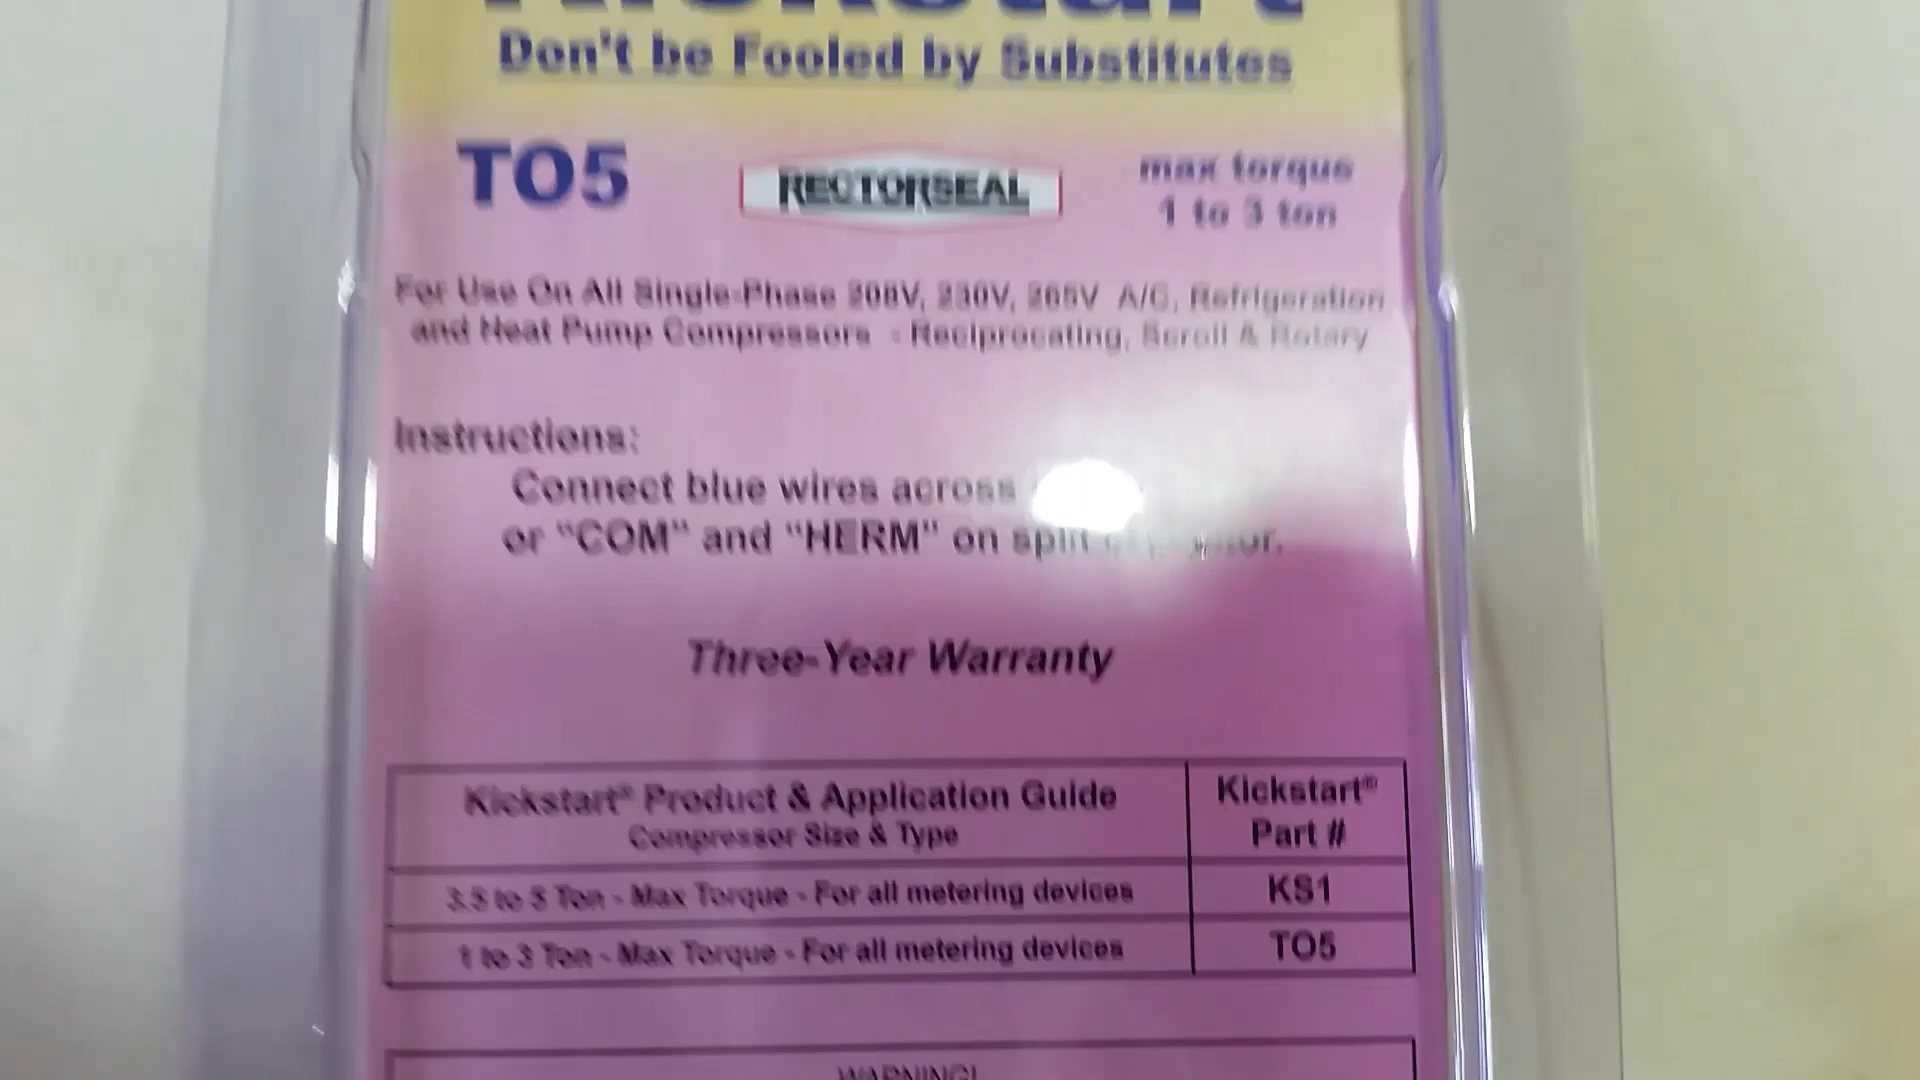 Kickstart
Don't be Fooled by Substitutes
TO5
RECTORSEAL
max torque
1 to 3 ton
For Use On All Single-Phase 208V, 230V, 265V A/C, Refrigeration
and Heat Pump Compressors - Reciprocating, Scroll & Rotary
Instructions:
Connect blue wires across
or "COM" and "HERM" on split
Three-Year Warranty
Kickstart® Product & Application Guide
Compressor Size & Type
Kickstart®
Part #
3.5 to 5 Ton - Max Torque - For all metering devices
KS1
1 to 3 Ton - Max Torque - For all metering devices
TO5
WARNING!